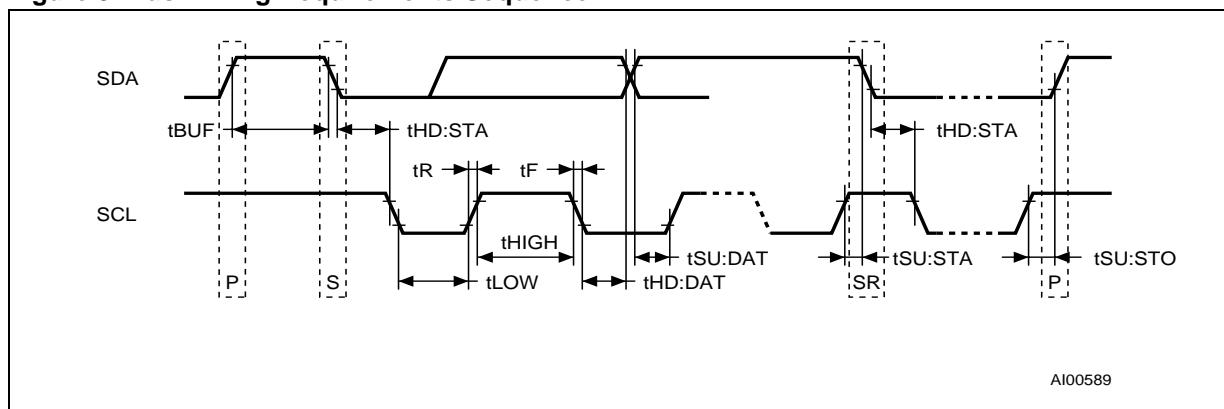 SDA
tBUF
tHD:STA
tHD:STA
tR
tF
SCL
tHIGH
tSU:DAT
tSU:STA
tSU:STO
P
S
tLOW
tHD:DAT
SR
P
AI00589